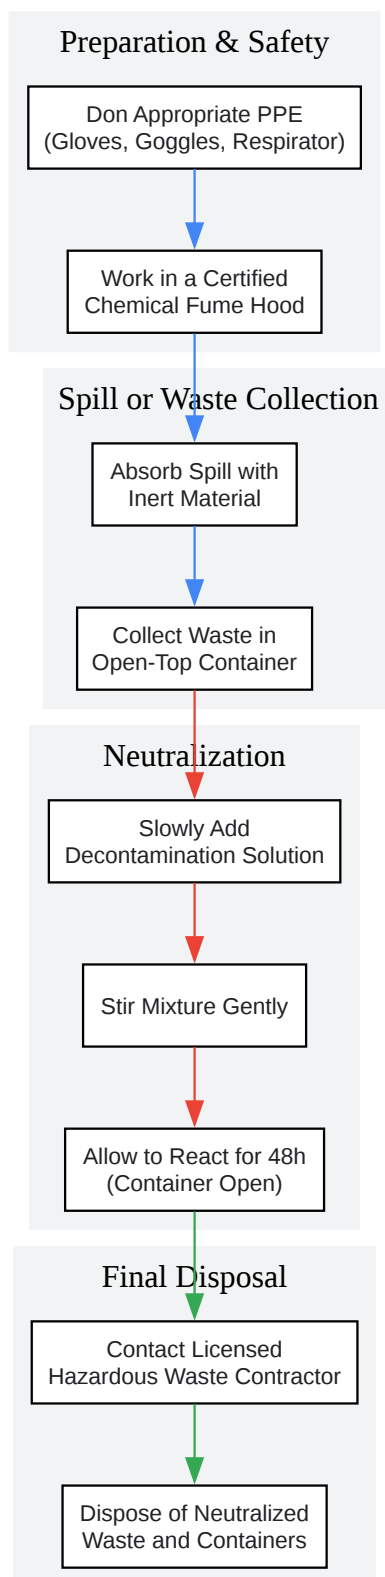 Preparation & Safety
Don Appropriate PPE
(Gloves, Goggles, Respirator)
Work in a Certified
Chemical Fume Hood
Spill or Waste Collection
Absorb Spill with
Inert Material
Collect Waste in
Open-Top Container
Neutralization
Slowly Add
Decontamination Solution
Stir Mixture Gently
Allow to React for 48h
(Container Open)
Final Disposal
Contact Licensed
Hazardous Waste Contractor
Dispose of Neutralized
Waste and Containers